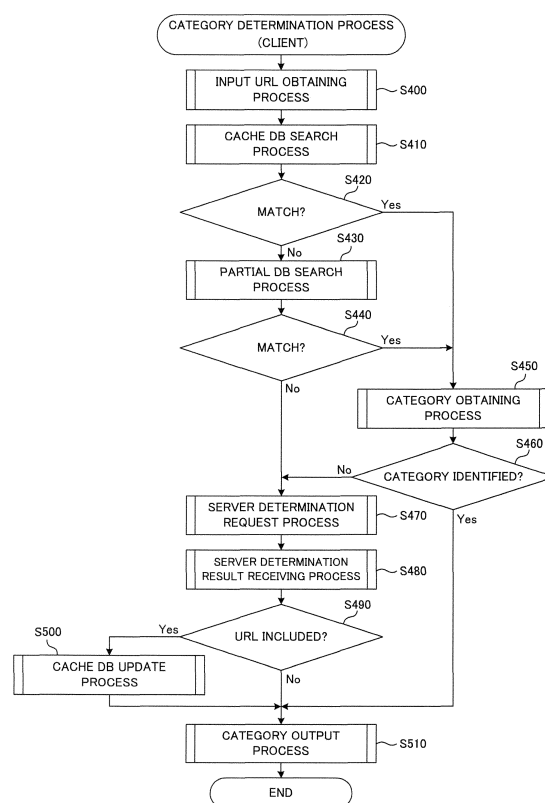 CATEGORY DETERMINATION PROCESS
(CLIENT)
INPUT URL OBTAINING
PROCESS
S400
CACHE DB SEARCH
PROCESS
S410
S420
MATCH?
Yes
No
S430
PARTIAL DB SEARCH
PROCESS
S440
MATCH?
Yes
No
S450
CATEGORY OBTAINING
PROCESS
S460
CATEGORY IDENTIFIED?
No
Yes
SERVER DETERMINATION
REQUEST PROCESS
S470
SERVER DETERMINATION
RESULT RECEIVING PROCESS
S480
S490
URL INCLUDED?
Yes
No
S500
CACHE DB UPDATE
PROCESS
CATEGORY OUTPUT
PROCESS
S510
END